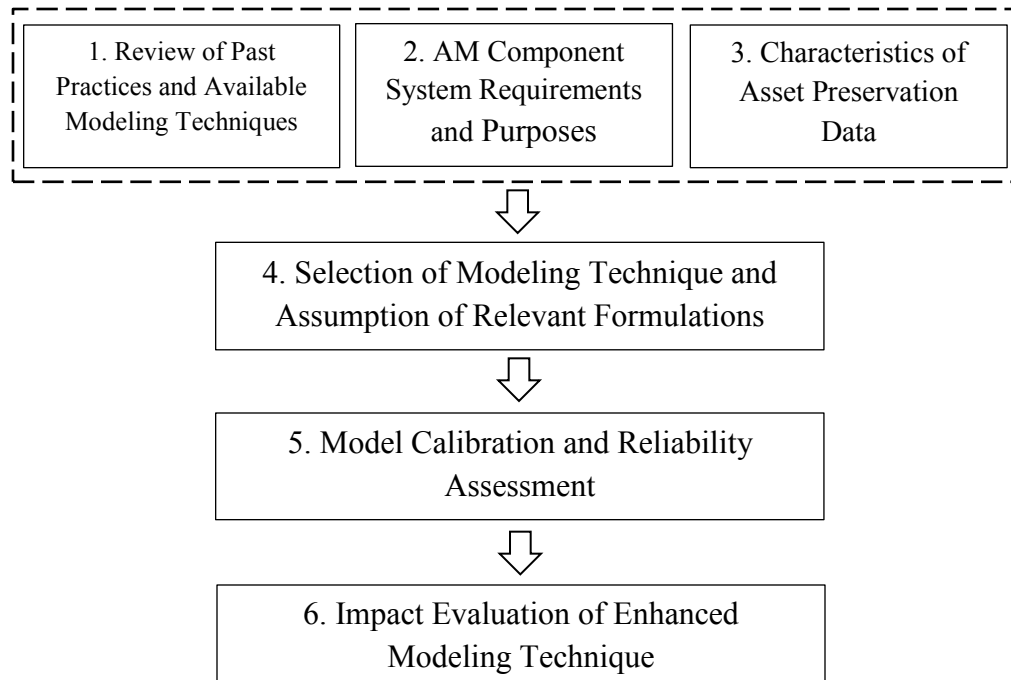 1. Review of Past
Practices and Available
Modeling Techniques
2. AM Component
System Requirements
and Purposes
3. Characteristics of
Asset Preservation
Data
4. Selection of Modeling Technique and
Assumption of Relevant Formulations
5. Model Calibration and Reliability
Assessment
6. Impact Evaluation of Enhanced
Modeling Technique